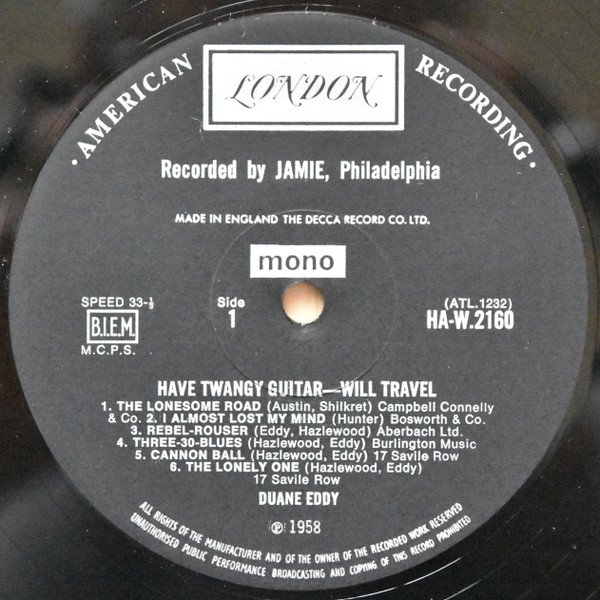 · AMERICAN RECORDING ·
LONDON
Recorded by JAMIE, Philadelphia
MADE IN ENGLAND THE DECCA RECORD CO. LTD.
mono
SPEED 33-⅓
B.I.E.M.
M.C.P.S.
Side
1
(ATL.1232)
HA-W.2160
HAVE TWANGY GUITAR—WILL TRAVEL
1. THE LONESOME ROAD (Austin, Shilkret) Campbell Connelly
& Co. 2. I ALMOST LOST MY MIND (Hunter) Bosworth & Co.
3. REBEL-ROUSER (Eddy, Hazlewood) Aberbach Ltd.
4. THREE-30-BLUES (Hazlewood, Eddy) Burlington Music
5. CANNON BALL (Hazlewood, Eddy) 17 Savile Row
6. THE LONELY ONE (Hazlewood, Eddy)
17 Savile Row
DUANE EDDY
℗ 1958
ALL RIGHTS OF THE MANUFACTURER AND OF THE OWNER OF THE RECORDED WORK RESERVED
UNAUTHORISED PUBLIC PERFORMANCE BROADCASTING AND COPYING OF THIS RECORD PROHIBITED